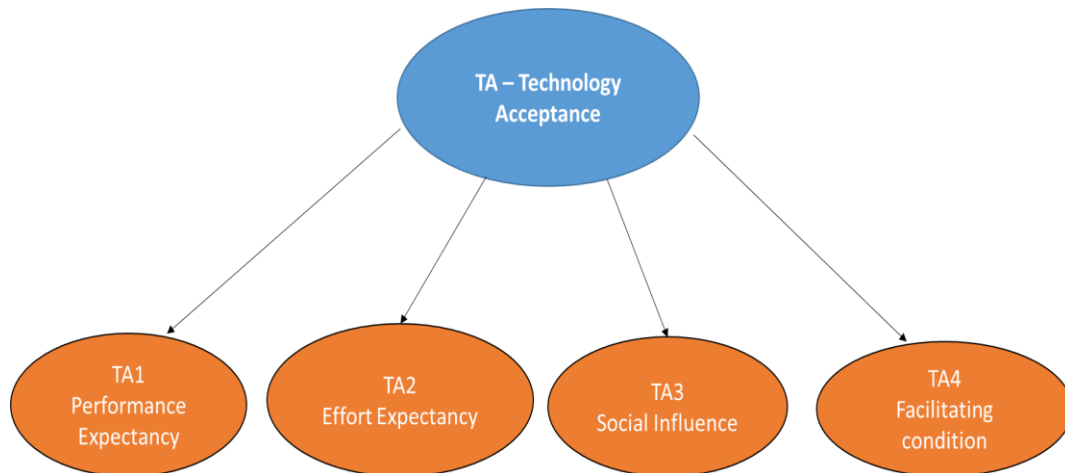 TA – Technology
Acceptance
TA1
Performance
Expectancy
TA2
Effort Expectancy
TA3
Social Influence
TA4
Facilitating
condition